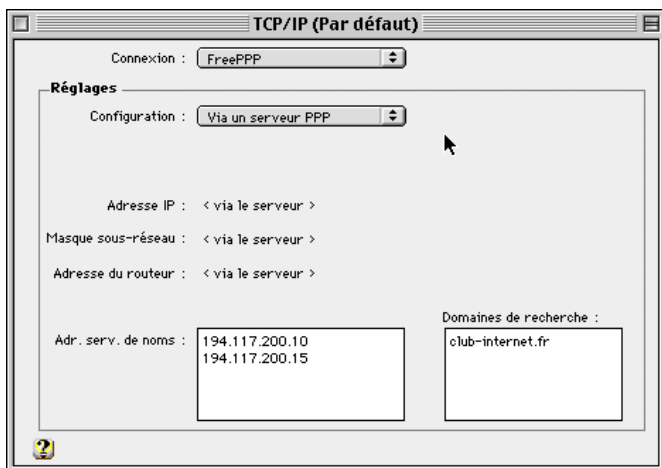 TCP/IP (Par défaut)
Connexion : FreePPP
Réglages
Configuration : Via un serveur PPP
Adresse IP : < via le serveur >
Masque sous-réseau : < via le serveur >
Adresse du routeur : < via le serveur >
Domaines de recherche :
Adr. serv. de noms : 194.117.200.10 club-internet.fr
194.117.200.15
?